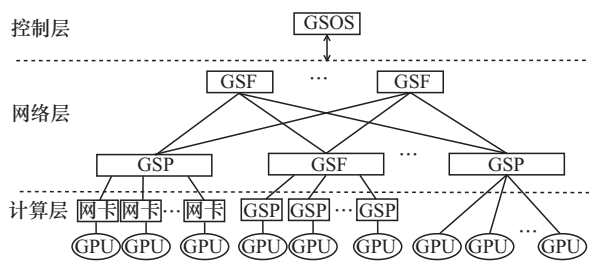 控制层 GSOS
GSF … GSF
网络层
GSP GSF … GSP
计算层 网卡 网卡 … 网卡 GSP GSP … GSP
GPU GPU GPU GPU GPU GPU GPU GPU … GPU